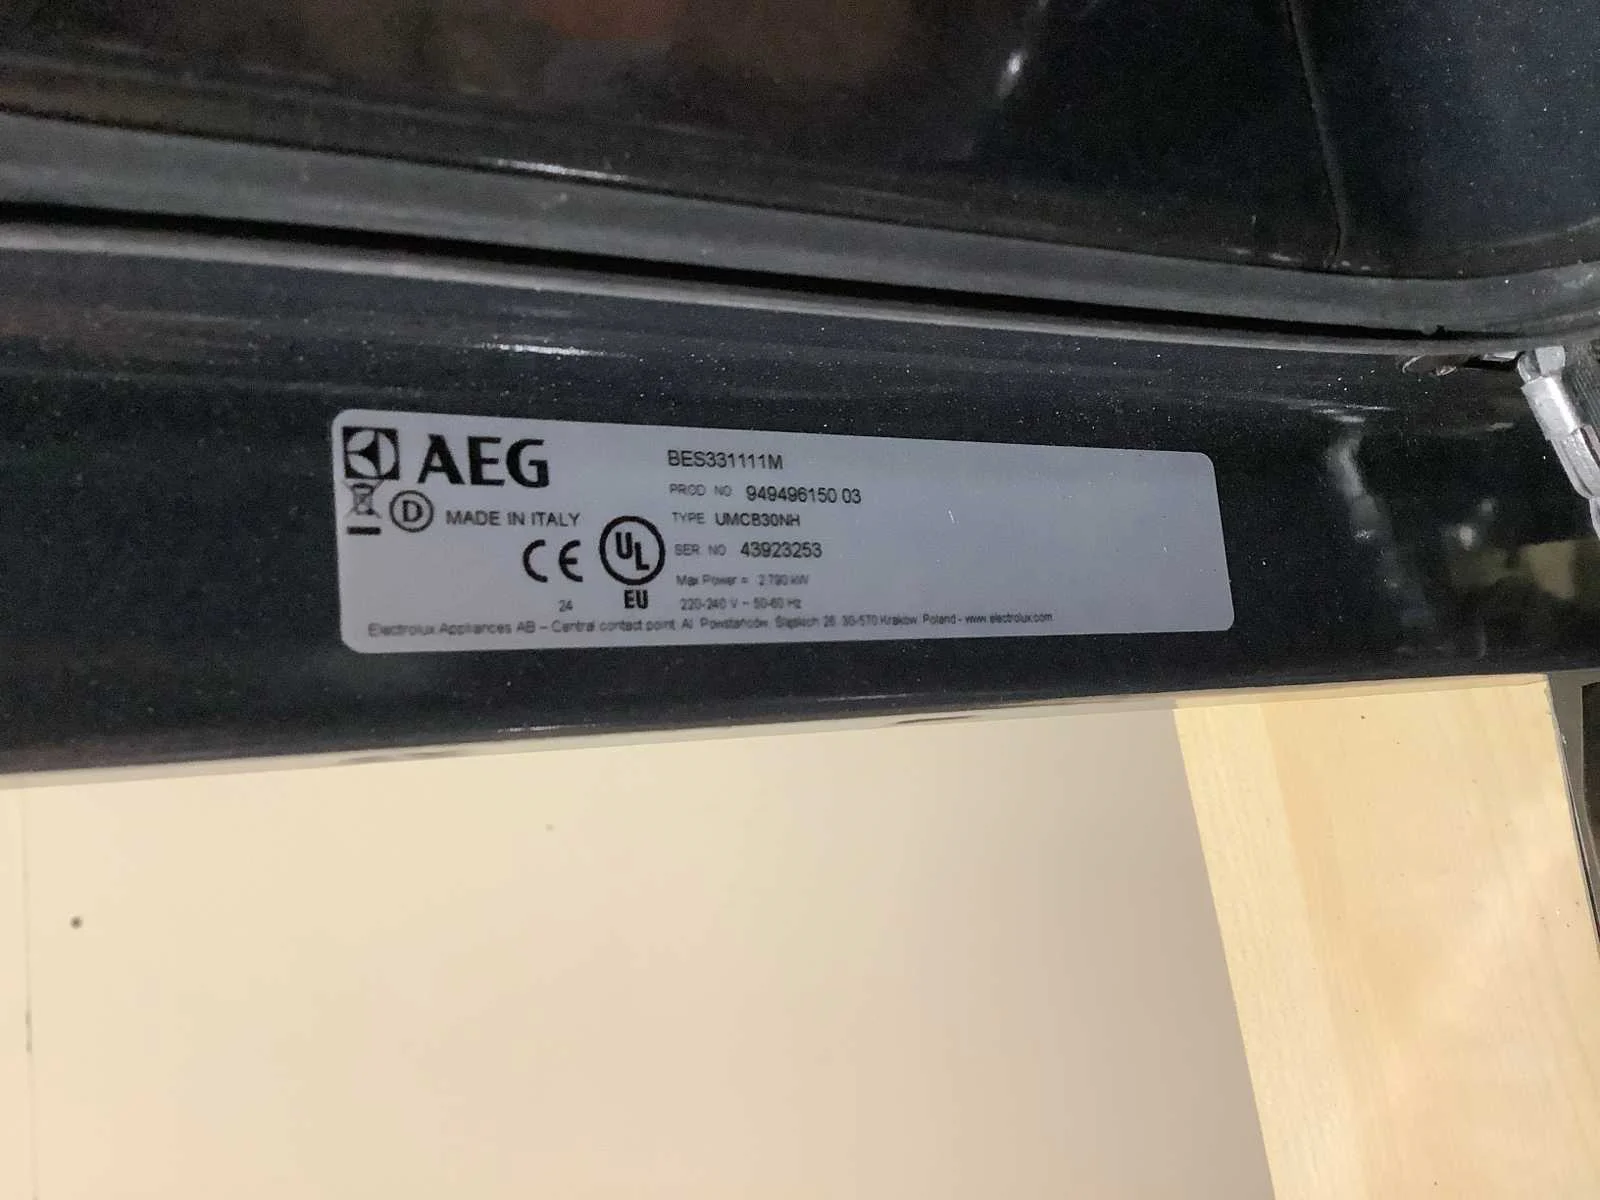 AEG
BES331111M
PROD NO 949496150 03
D MADE IN ITALY
TYPE UMCB30NH
CE UL EU
SER NO 43923253
Max Power = 2.790 kW
24
220-240 V ~ 50-60 Hz
Electrolux Appliances AB – Central contact point, Al. Powstańców Śląskich 26, 30-570 Kraków, Poland - www.electrolux.com